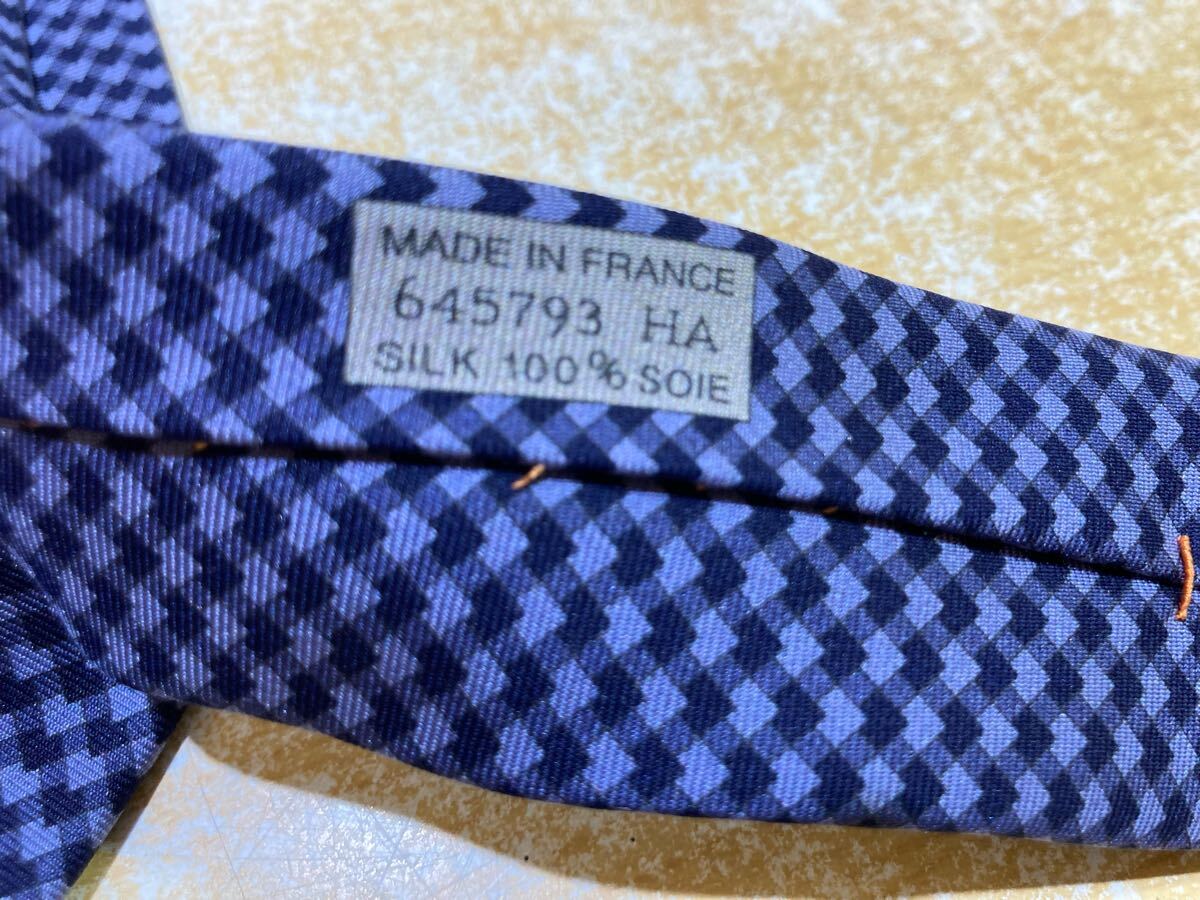 MADE IN FRANCE
645793 HA
SILK 100% SOIE